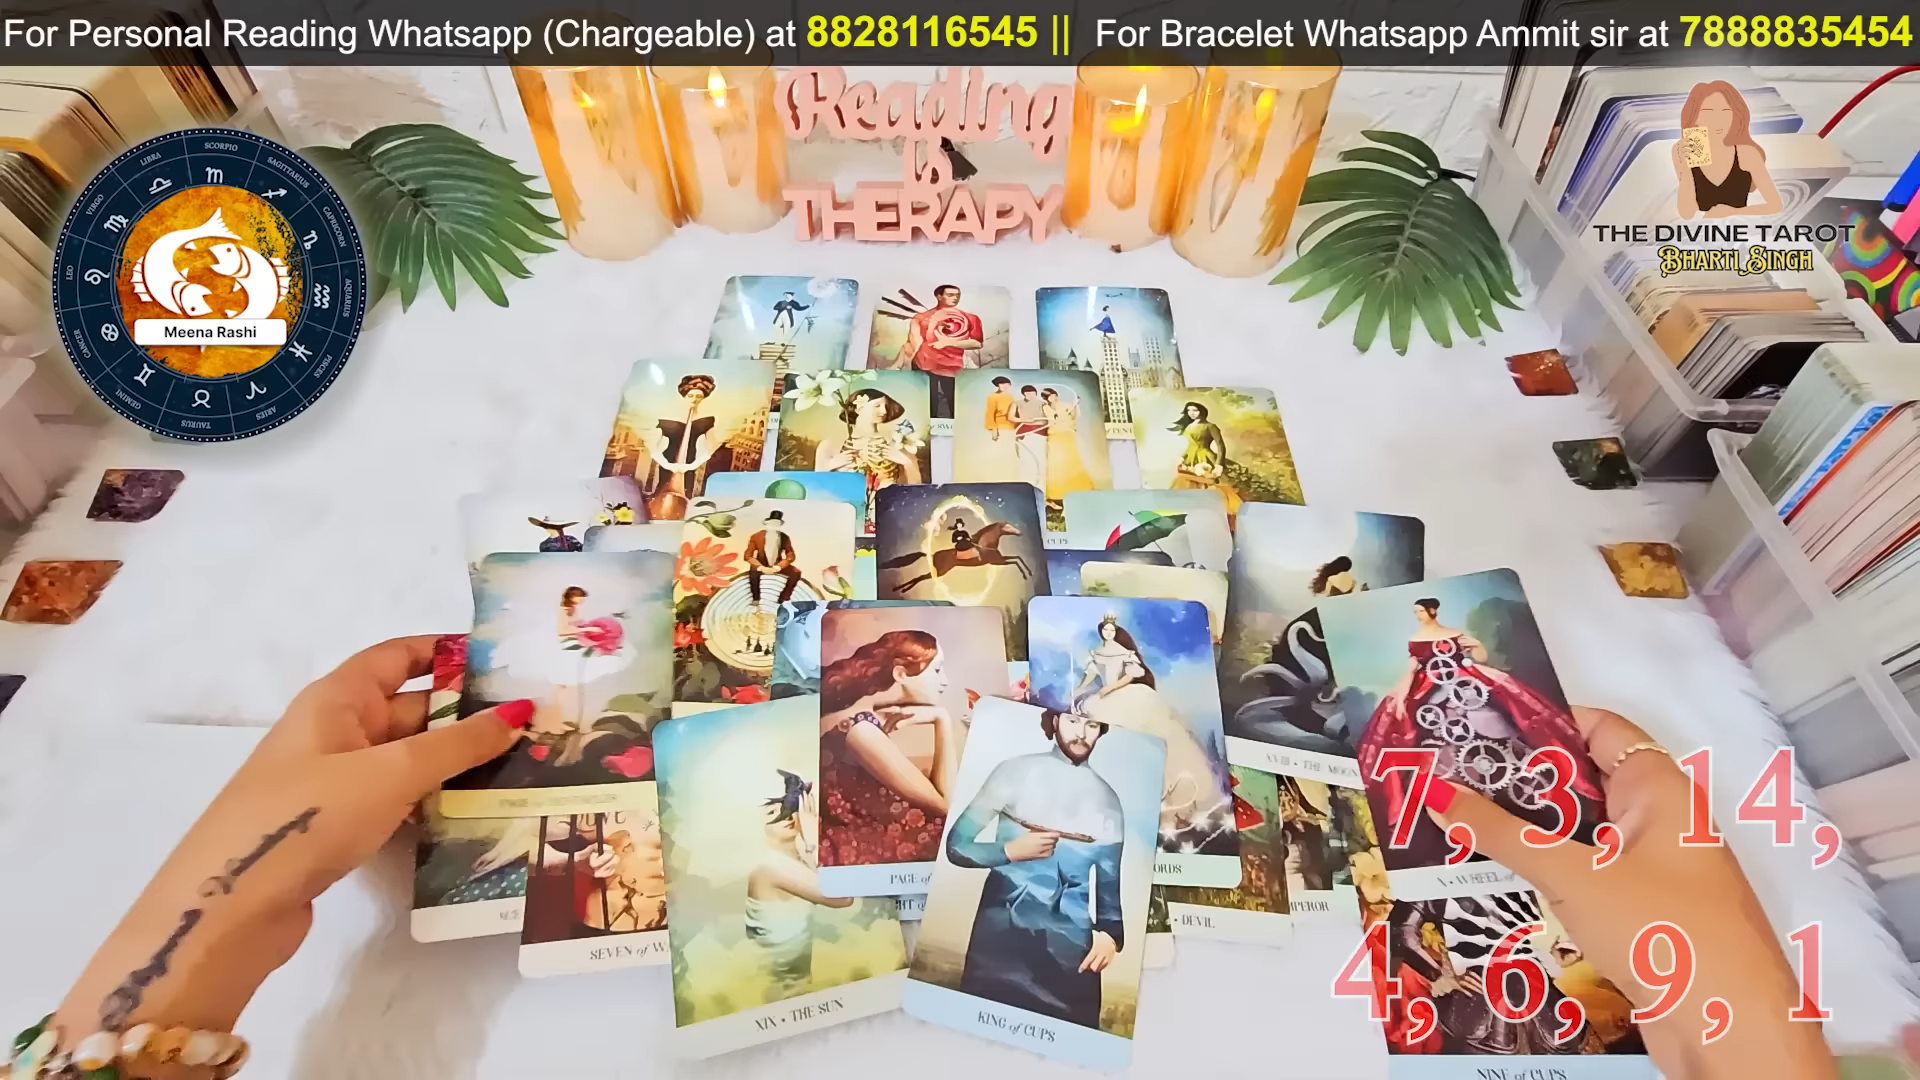 For Personal Reading Whatsapp (Chargeable) at 8828116545 || For Bracelet Whatsapp Ammit sir at 7888835454
Reading
is
THERAPY
THE DIVINE TAROT
BHARTI SINGH
SCORPIO
SAGITTARIUS
CAPRICORN
AQUARIUS
PISCES
ARIES
TAURUS
GEMINI
CANCER
LEO
VIRGO
LIBRA
Meena Rashi
XVIII • THE MOON
7, 3, 14,
4, 6, 9, 1
PAGE of
DEVIL
SEVEN of W
XIX • THE SUN
KING of CUPS
X • WHEEL of
NINE of CUPS